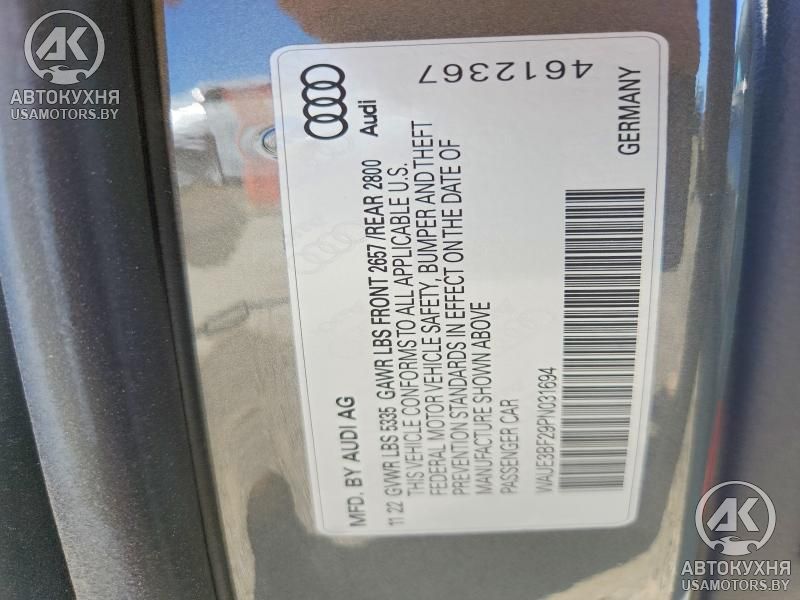 АК
АВТОКУХНЯ
USAMOTORS.BY
MFD. BY AUDI AG
Audi
4612367
11 22 GVWR LBS 5335 GAWR LBS FRONT 2657 /REAR 2800
THIS VEHICLE CONFORMS TO ALL APPLICABLE U.S.
FEDERAL MOTOR VEHICLE SAFETY, BUMPER AND THEFT
PREVENTION STANDARDS IN EFFECT ON THE DATE OF
MANUFACTURE SHOWN ABOVE
PASSENGER CAR
WAUE3BF29PN031694
GERMANY
АК
АВТОКУХНЯ
USAMOTORS.BY